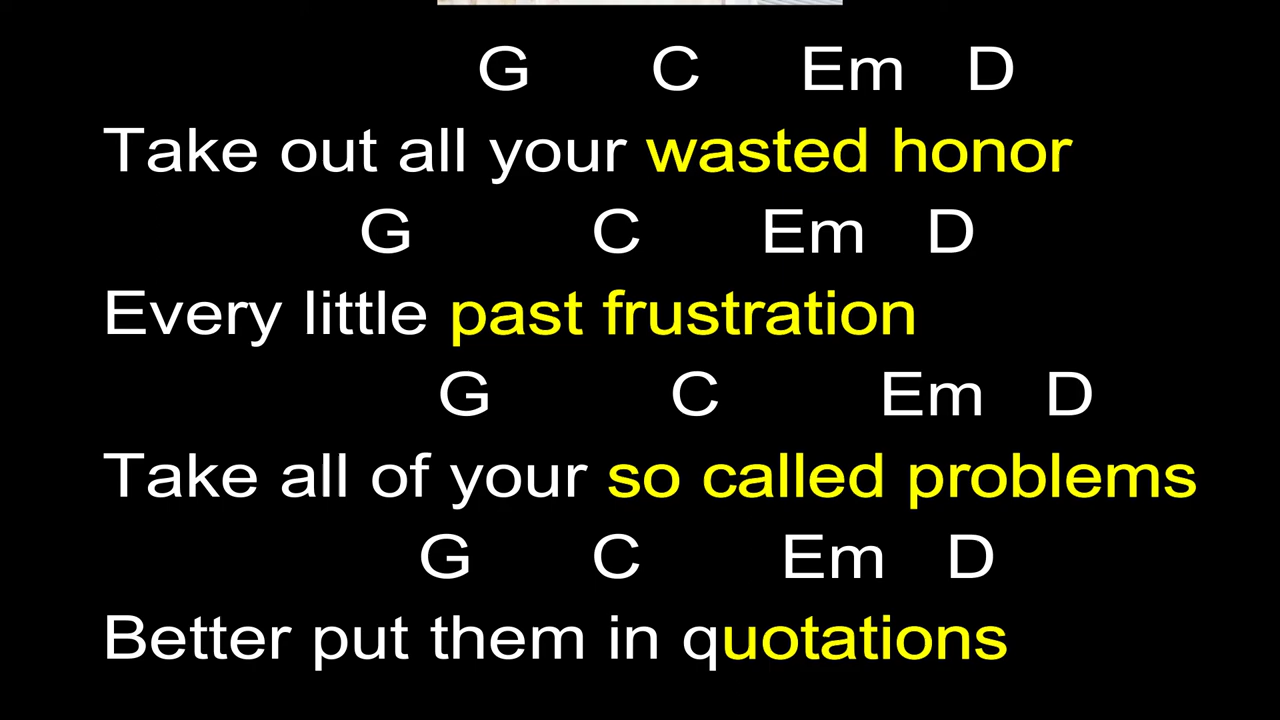 G C Em D
Take out all your wasted honor
G C Em D
Every little past frustration
G C Em D
Take all of your so called problems
G C Em D
Better put them in quotations